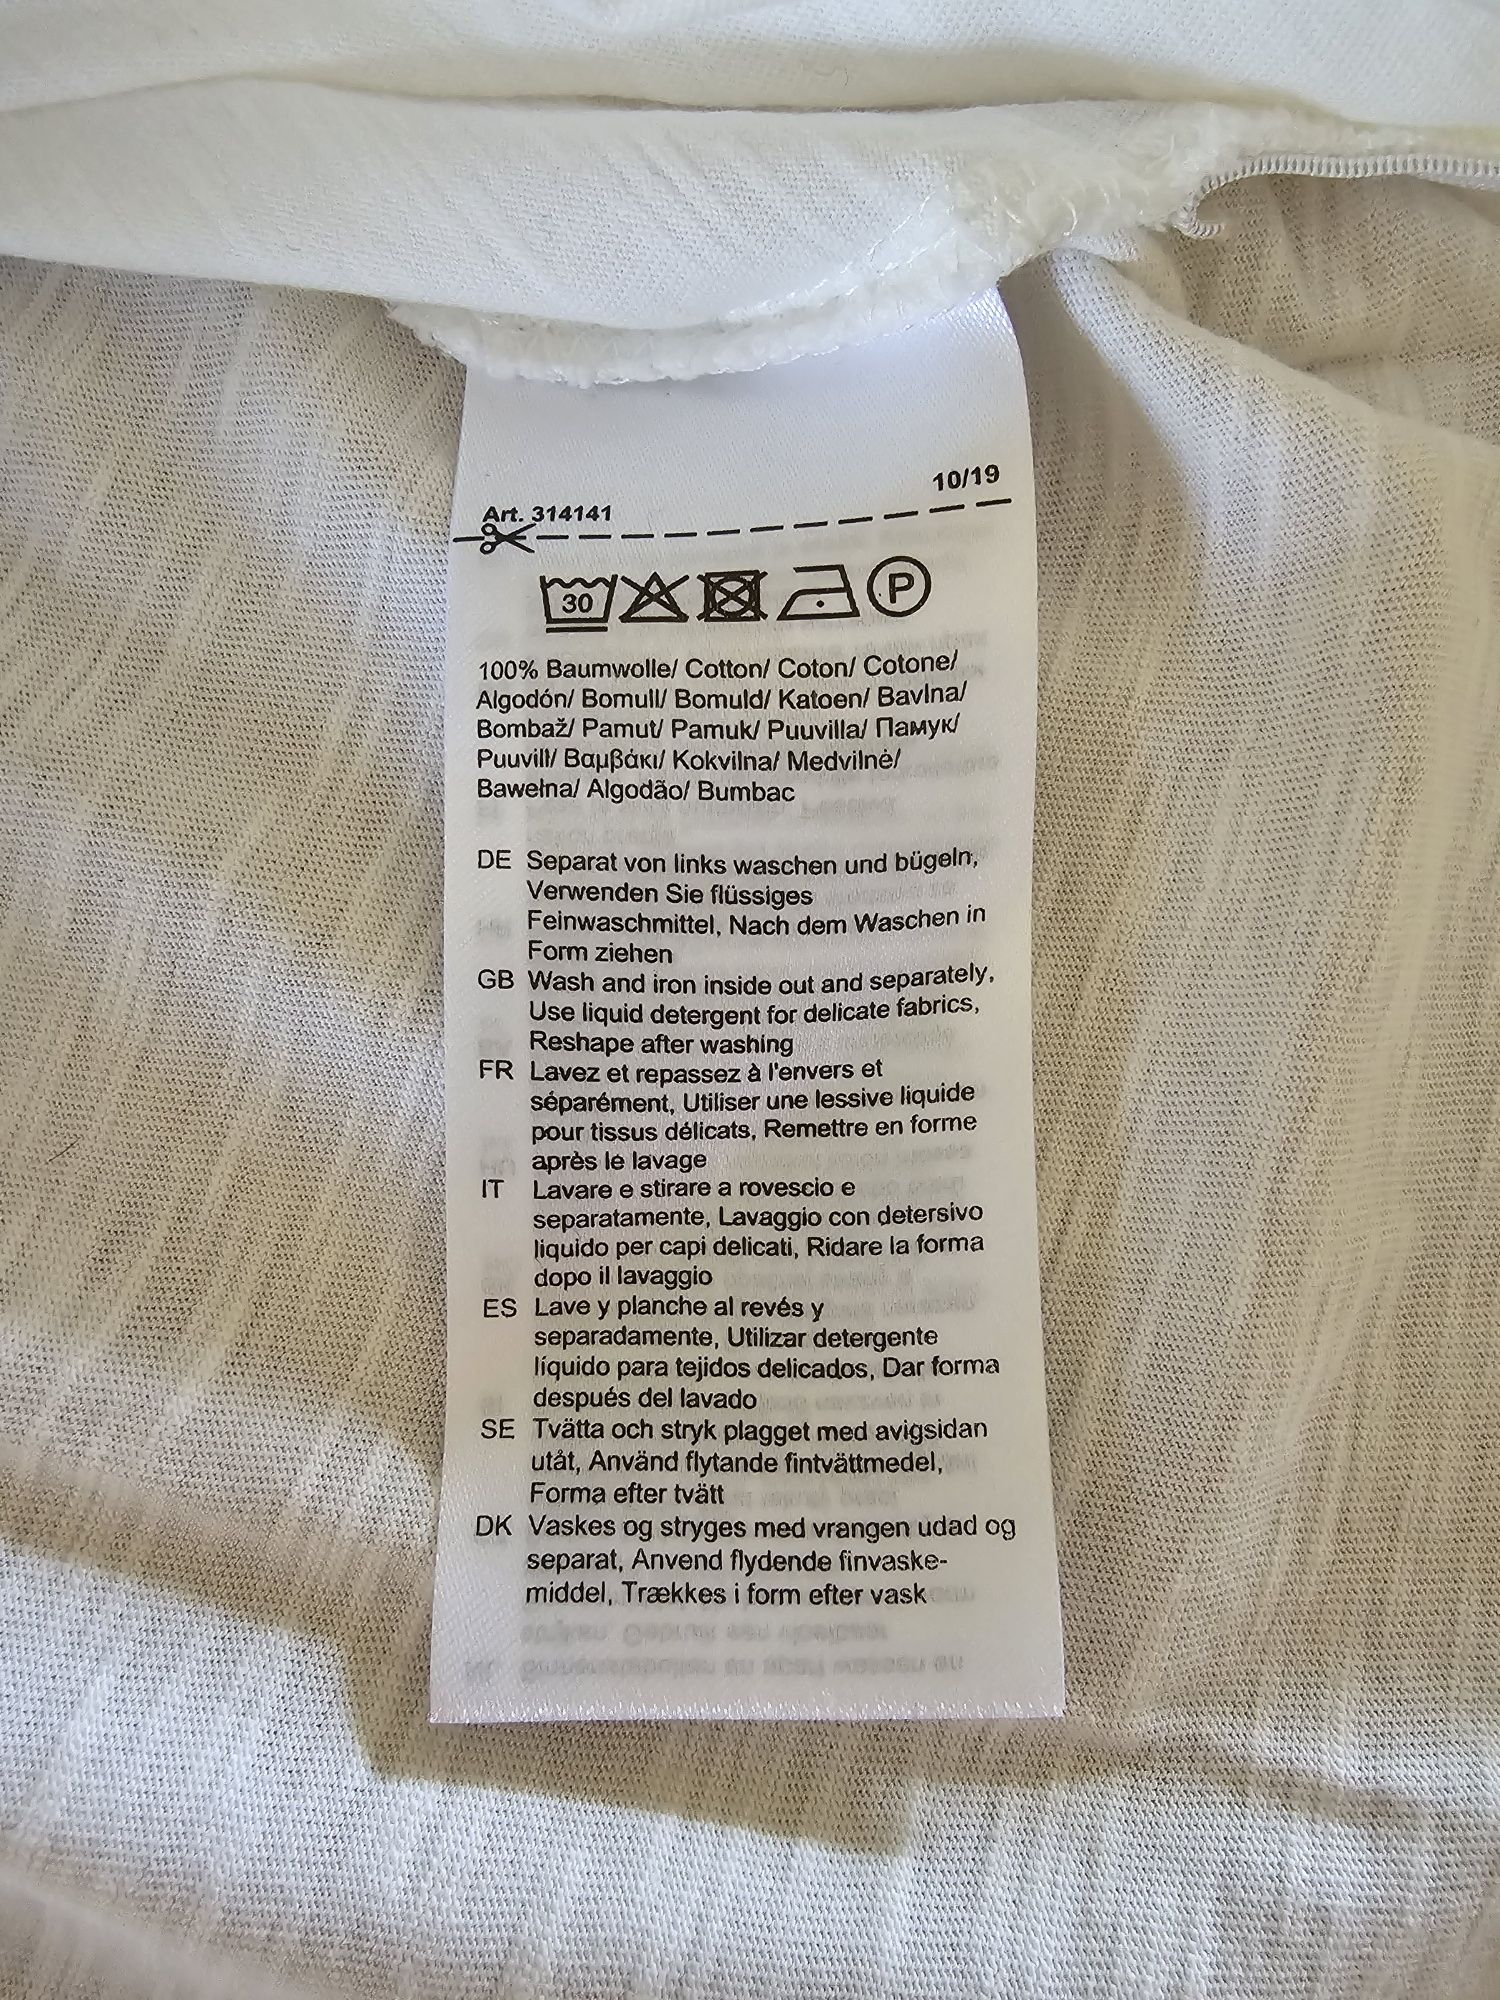 10/19
Art. 314141
30 P
100% Baumwolle/ Cotton/ Coton/ Cotone/
Algodón/ Bomull/ Bomuld/ Katoen/ Bavlna/
Bombaž/ Pamut/ Pamuk/ Puuvilla/ Памук/
Puuvill/ Βαμβάκι/ Kokvilna/ Medvilnė/
Bawełna/ Algodão/ Bumbac
DE Separat von links waschen und bügeln,
Verwenden Sie flüssiges
Feinwaschmittel, Nach dem Waschen in
Form ziehen
GB Wash and iron inside out and separately,
Use liquid detergent for delicate fabrics,
Reshape after washing
FR Lavez et repassez à l'envers et
séparément, Utiliser une lessive liquide
pour tissus délicats, Remettre en forme
après le lavage
IT Lavare e stirare a rovescio e
separatamente, Lavaggio con detersivo
liquido per capi delicati, Ridare la forma
dopo il lavaggio
ES Lave y planche al revés y
separadamente, Utilizar detergente
líquido para tejidos delicados, Dar forma
después del lavado
SE Tvätta och stryk plagget med avigsidan
utåt, Använd flytande fintvättmedel,
Forma efter tvätt
DK Vaskes og stryges med vrangen udad og
separat, Anvend flydende finvaske-
middel, Trækkes i form efter vask